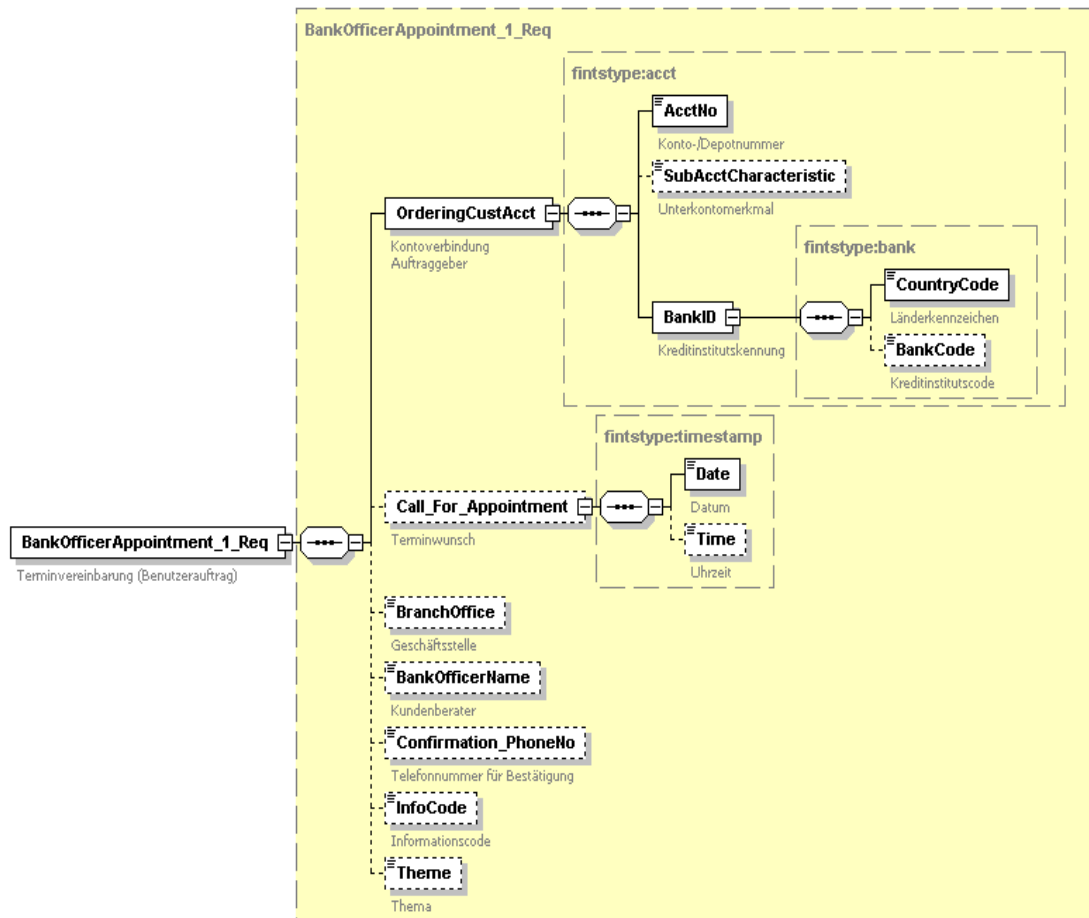 BankOfficerAppointment_1_Req
fintstype:acct
AcctNo
Konto-/Depotnummer
SubAcctCharacteristic
Unterkontomerkmal
OrderingCustAcct
Kontoverbindung
Auftraggeber
fintstype:bank
CountryCode
Länderkennzeichen
BankID
Kreditinstitutskennung
BankCode
Kreditinstitutscode
fintstype:timestamp
Date
Datum
Call_For_Appointment
Terminwunsch
Time
Uhrzeit
BankOfficerAppointment_1_Req
Terminvereinbarung (Benutzerauftrag)
BranchOffice
Geschäftsstelle
BankOfficerName
Kundenberater
Confirmation_PhoneNo
Telefonnummer für Bestätigung
InfoCode
Informationscode
Theme
Thema